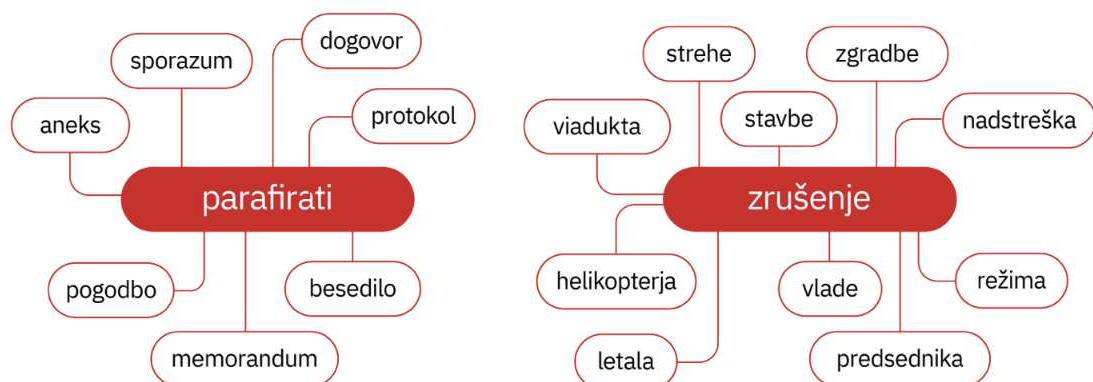 sporazum
dogovor
aneks
protokol
parafirati
pogodbo
besedilo
memorandum
strehe
zgradbe
viadukta
stavbe
nadstreška
zrušenje
helikopterja
vlade
režima
letala
predsednika